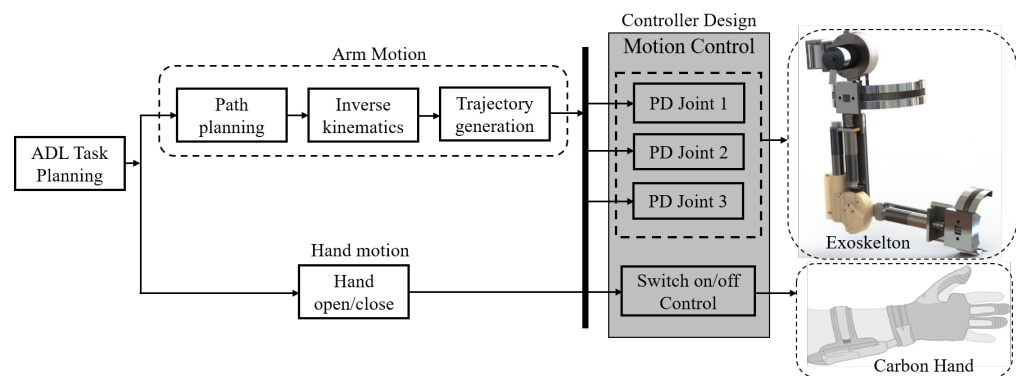 Controller Design
Motion Control
Arm Motion
Path
planning
Inverse
kinematics
Trajectory
generation
PD Joint 1
PD Joint 2
PD Joint 3
ADL Task
Planning
Exoskelton
Hand motion
Hand
open/close
Switch on/off
Control
Carbon Hand